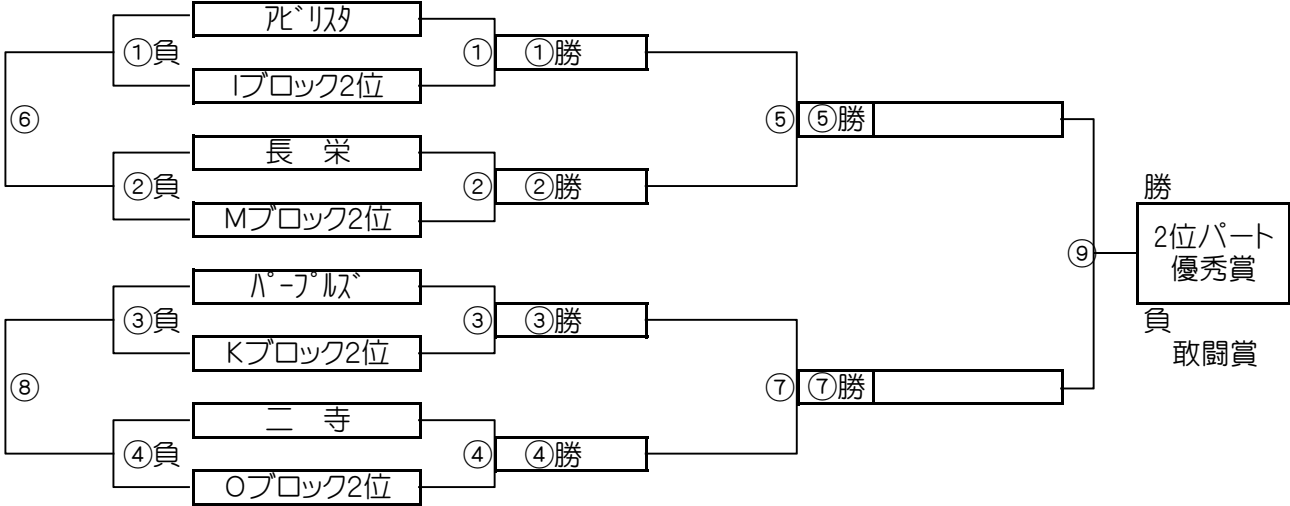 ｱﾋﾞﾘｽﾀ
①負 ① ①勝
Iブロック2位
⑥ ⑤ ⑤勝
長　栄
②負 ② ②勝 勝
Mブロック2位
2位パート
⑨
優秀賞
ﾊﾟｰﾌﾟﾙｽﾞ
③負 ③ ③勝 負
Kブロック2位 敢闘賞
⑧ ⑦ ⑦勝
二　寺
④負 ④ ④勝
Oブロック2位